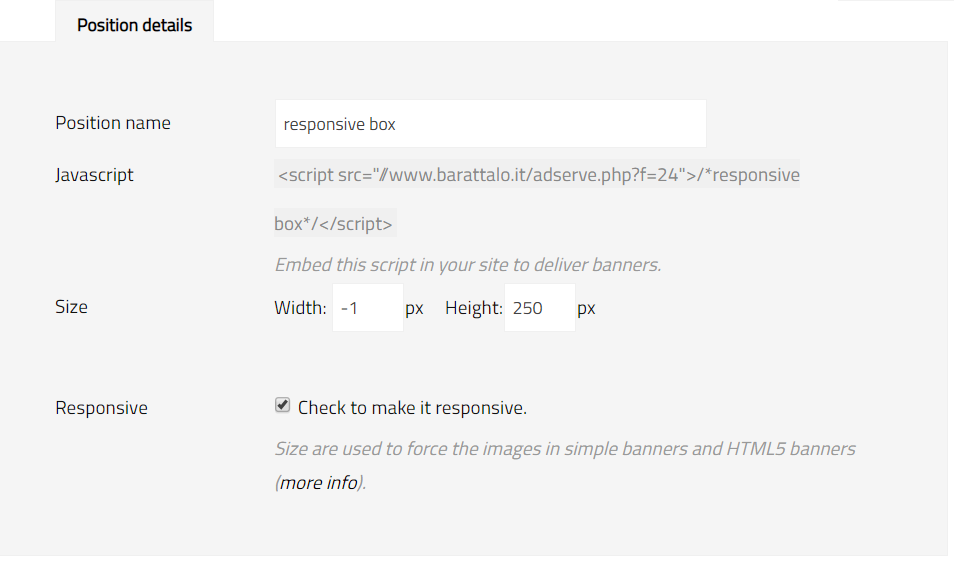 Position details
Position name
responsive box
Javascript
<script src="//www.barattalo.it/adserve.php?f=24">/*responsive
box*/</script>
Embed this script in your site to deliver banners.
Size
Width: -1 px Height: 250 px
Responsive
Check to make it responsive.
Size are used to force the images in simple banners and HTML5 banners
(more info).